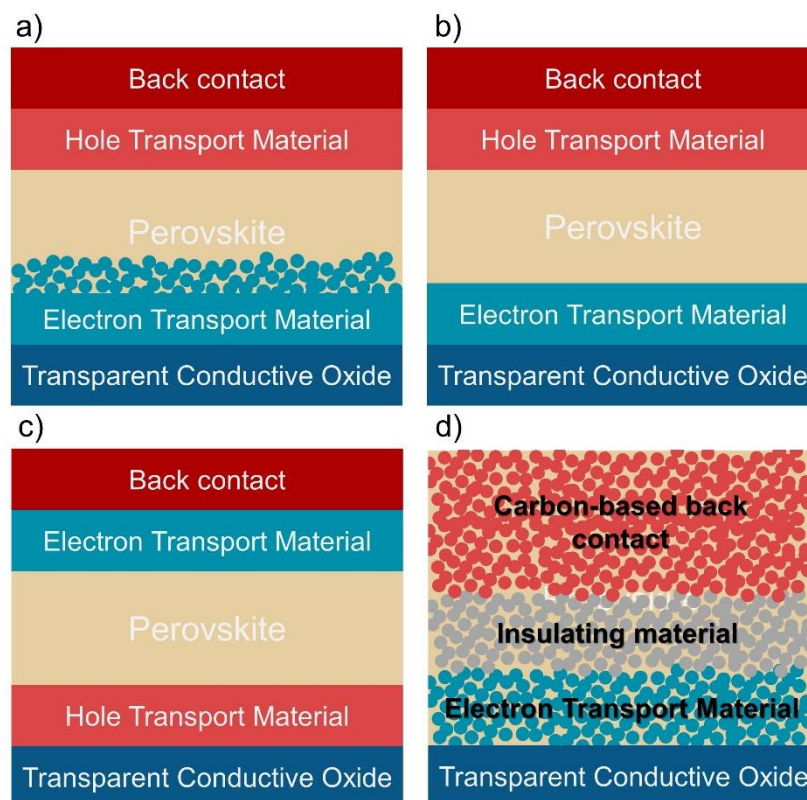 a)
Back contact
Hole Transport Material
Perovskite
Electron Transport Material
Transparent Conductive Oxide
b)
Back contact
Hole Transport Material
Perovskite
Electron Transport Material
Transparent Conductive Oxide
c)
Back contact
Electron Transport Material
Perovskite
Hole Transport Material
Transparent Conductive Oxide
d)
Carbon-based back
contact
Insulating material
Electron Transport Material
Transparent Conductive Oxide